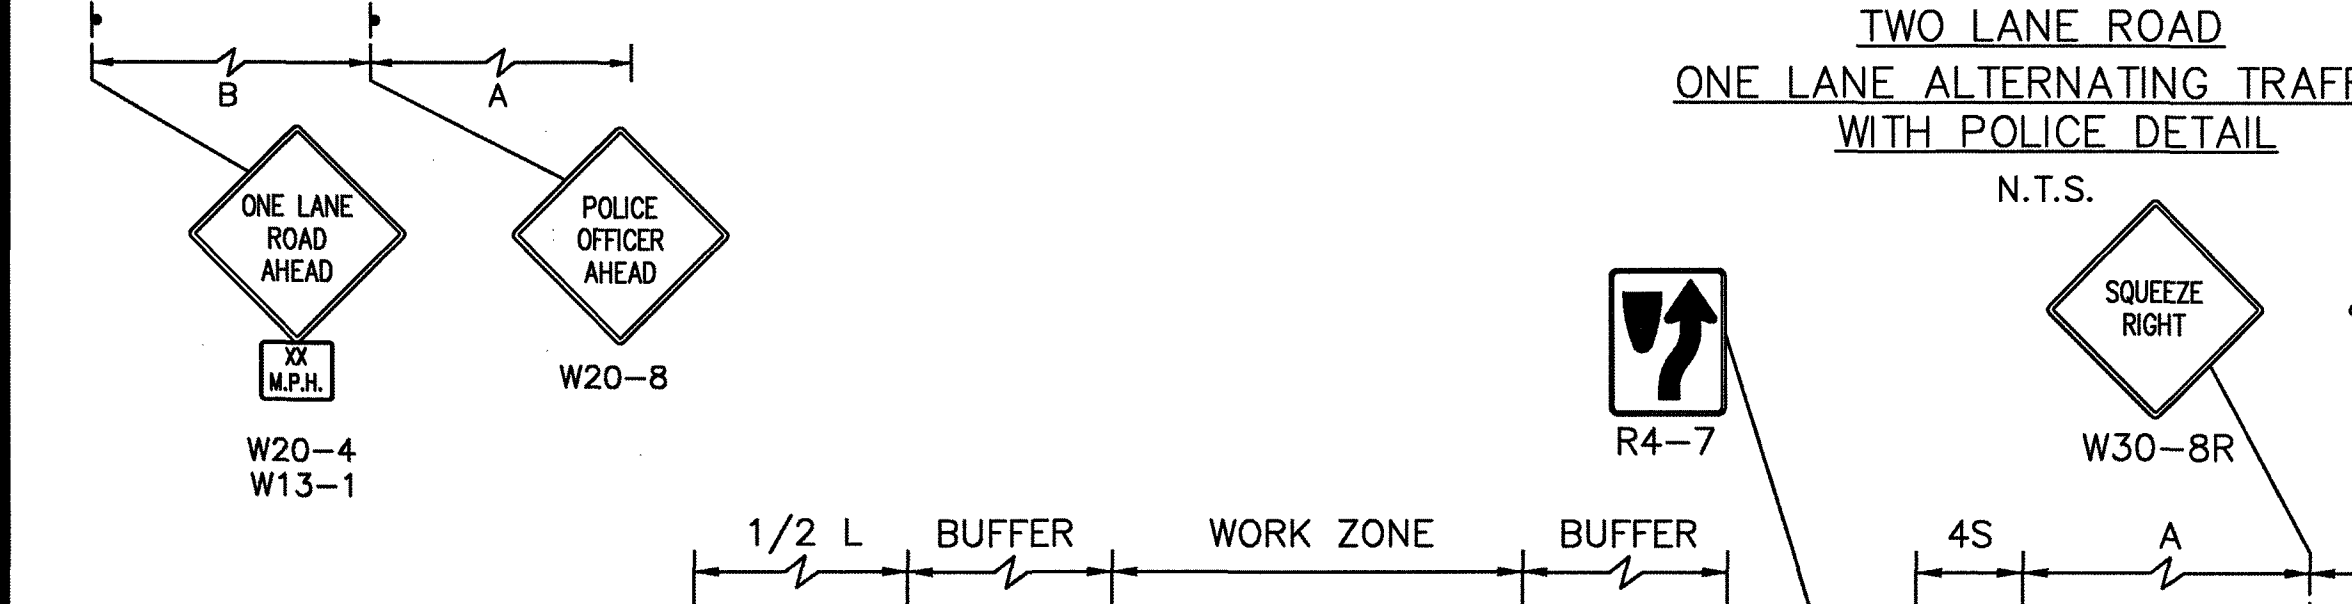 B
A
ONE LANE
ROAD
AHEAD
XX
M.P.H.
W20-4
W13-1
POLICE
OFFICER
AHEAD
W20-8
TWO LANE ROAD
ONE LANE ALTERNATING
WITH POLICE DETAIL
N.T.S.
R4-7
SQUEEZE
RIGHT
W30-8R
1/2 L
BUFFER
WORK ZONE
BUFFER
4S
A